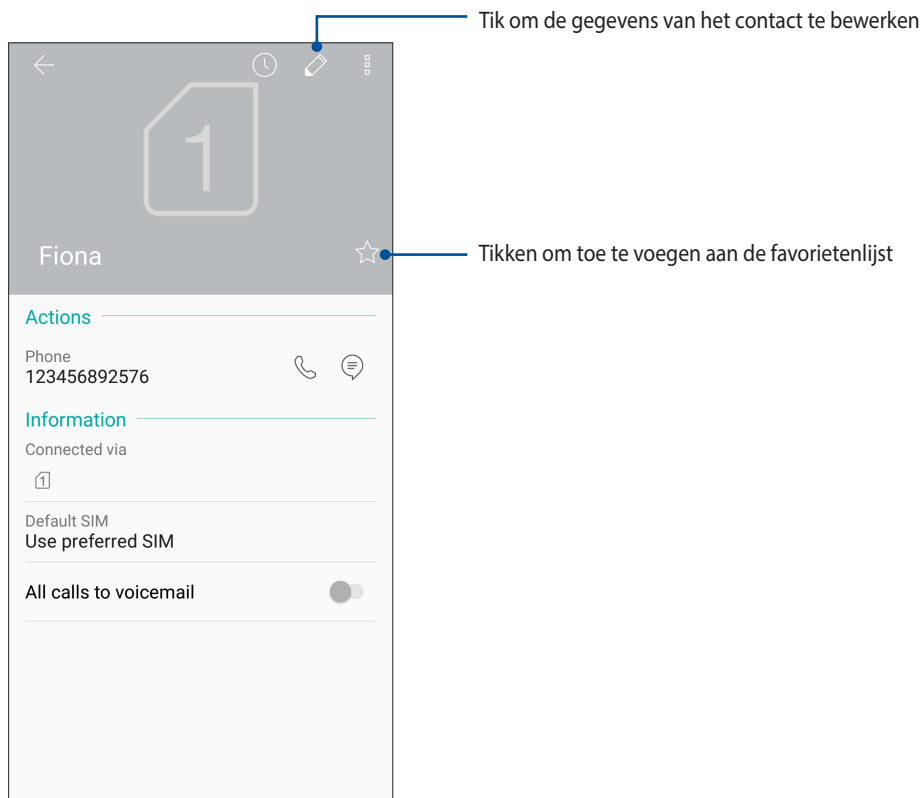 Tik om de gegevens van het contact te bewerken
1
Fiona
Tikken om toe te voegen aan de favorietenlijst
Actions
Phone
123456892576
Information
Connected via
1
Default SIM
Use preferred SIM
All calls to voicemail